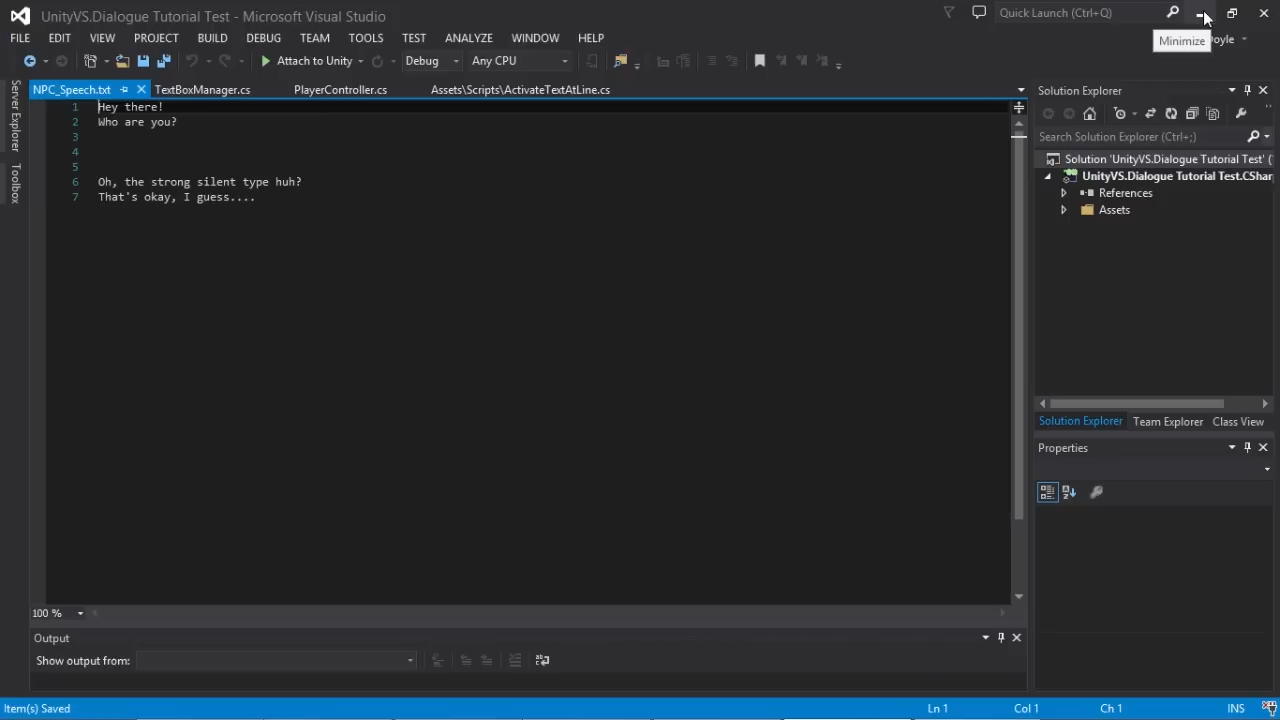 UnityVS.Dialogue Tutorial Test - Microsoft Visual Studio
Quick Launch (Ctrl+Q)
Minimize
FILE EDIT VIEW PROJECT BUILD DEBUG TEAM TOOLS TEST ANALYZE WINDOW HELP
Attach to Unity Debug Any CPU
NPC_Speech.txt TextBoxManager.cs PlayerController.cs Assets\Scripts\ActivateTextAtLine.cs
Server Explorer
Toolbox
1 Hey there!
2 Who are you?
3
4
5
6 Oh, the strong silent type huh?
7 That's okay, I guess....
100 %
Output
Show output from:
Solution Explorer
Search Solution Explorer (Ctrl+;)
Solution 'UnityVS.Dialogue Tutorial Test' (
UnityVS.Dialogue Tutorial Test.CShar
References
Assets
Solution Explorer Team Explorer Class View
Properties
Item(s) Saved Ln 1 Col 1 Ch 1 INS